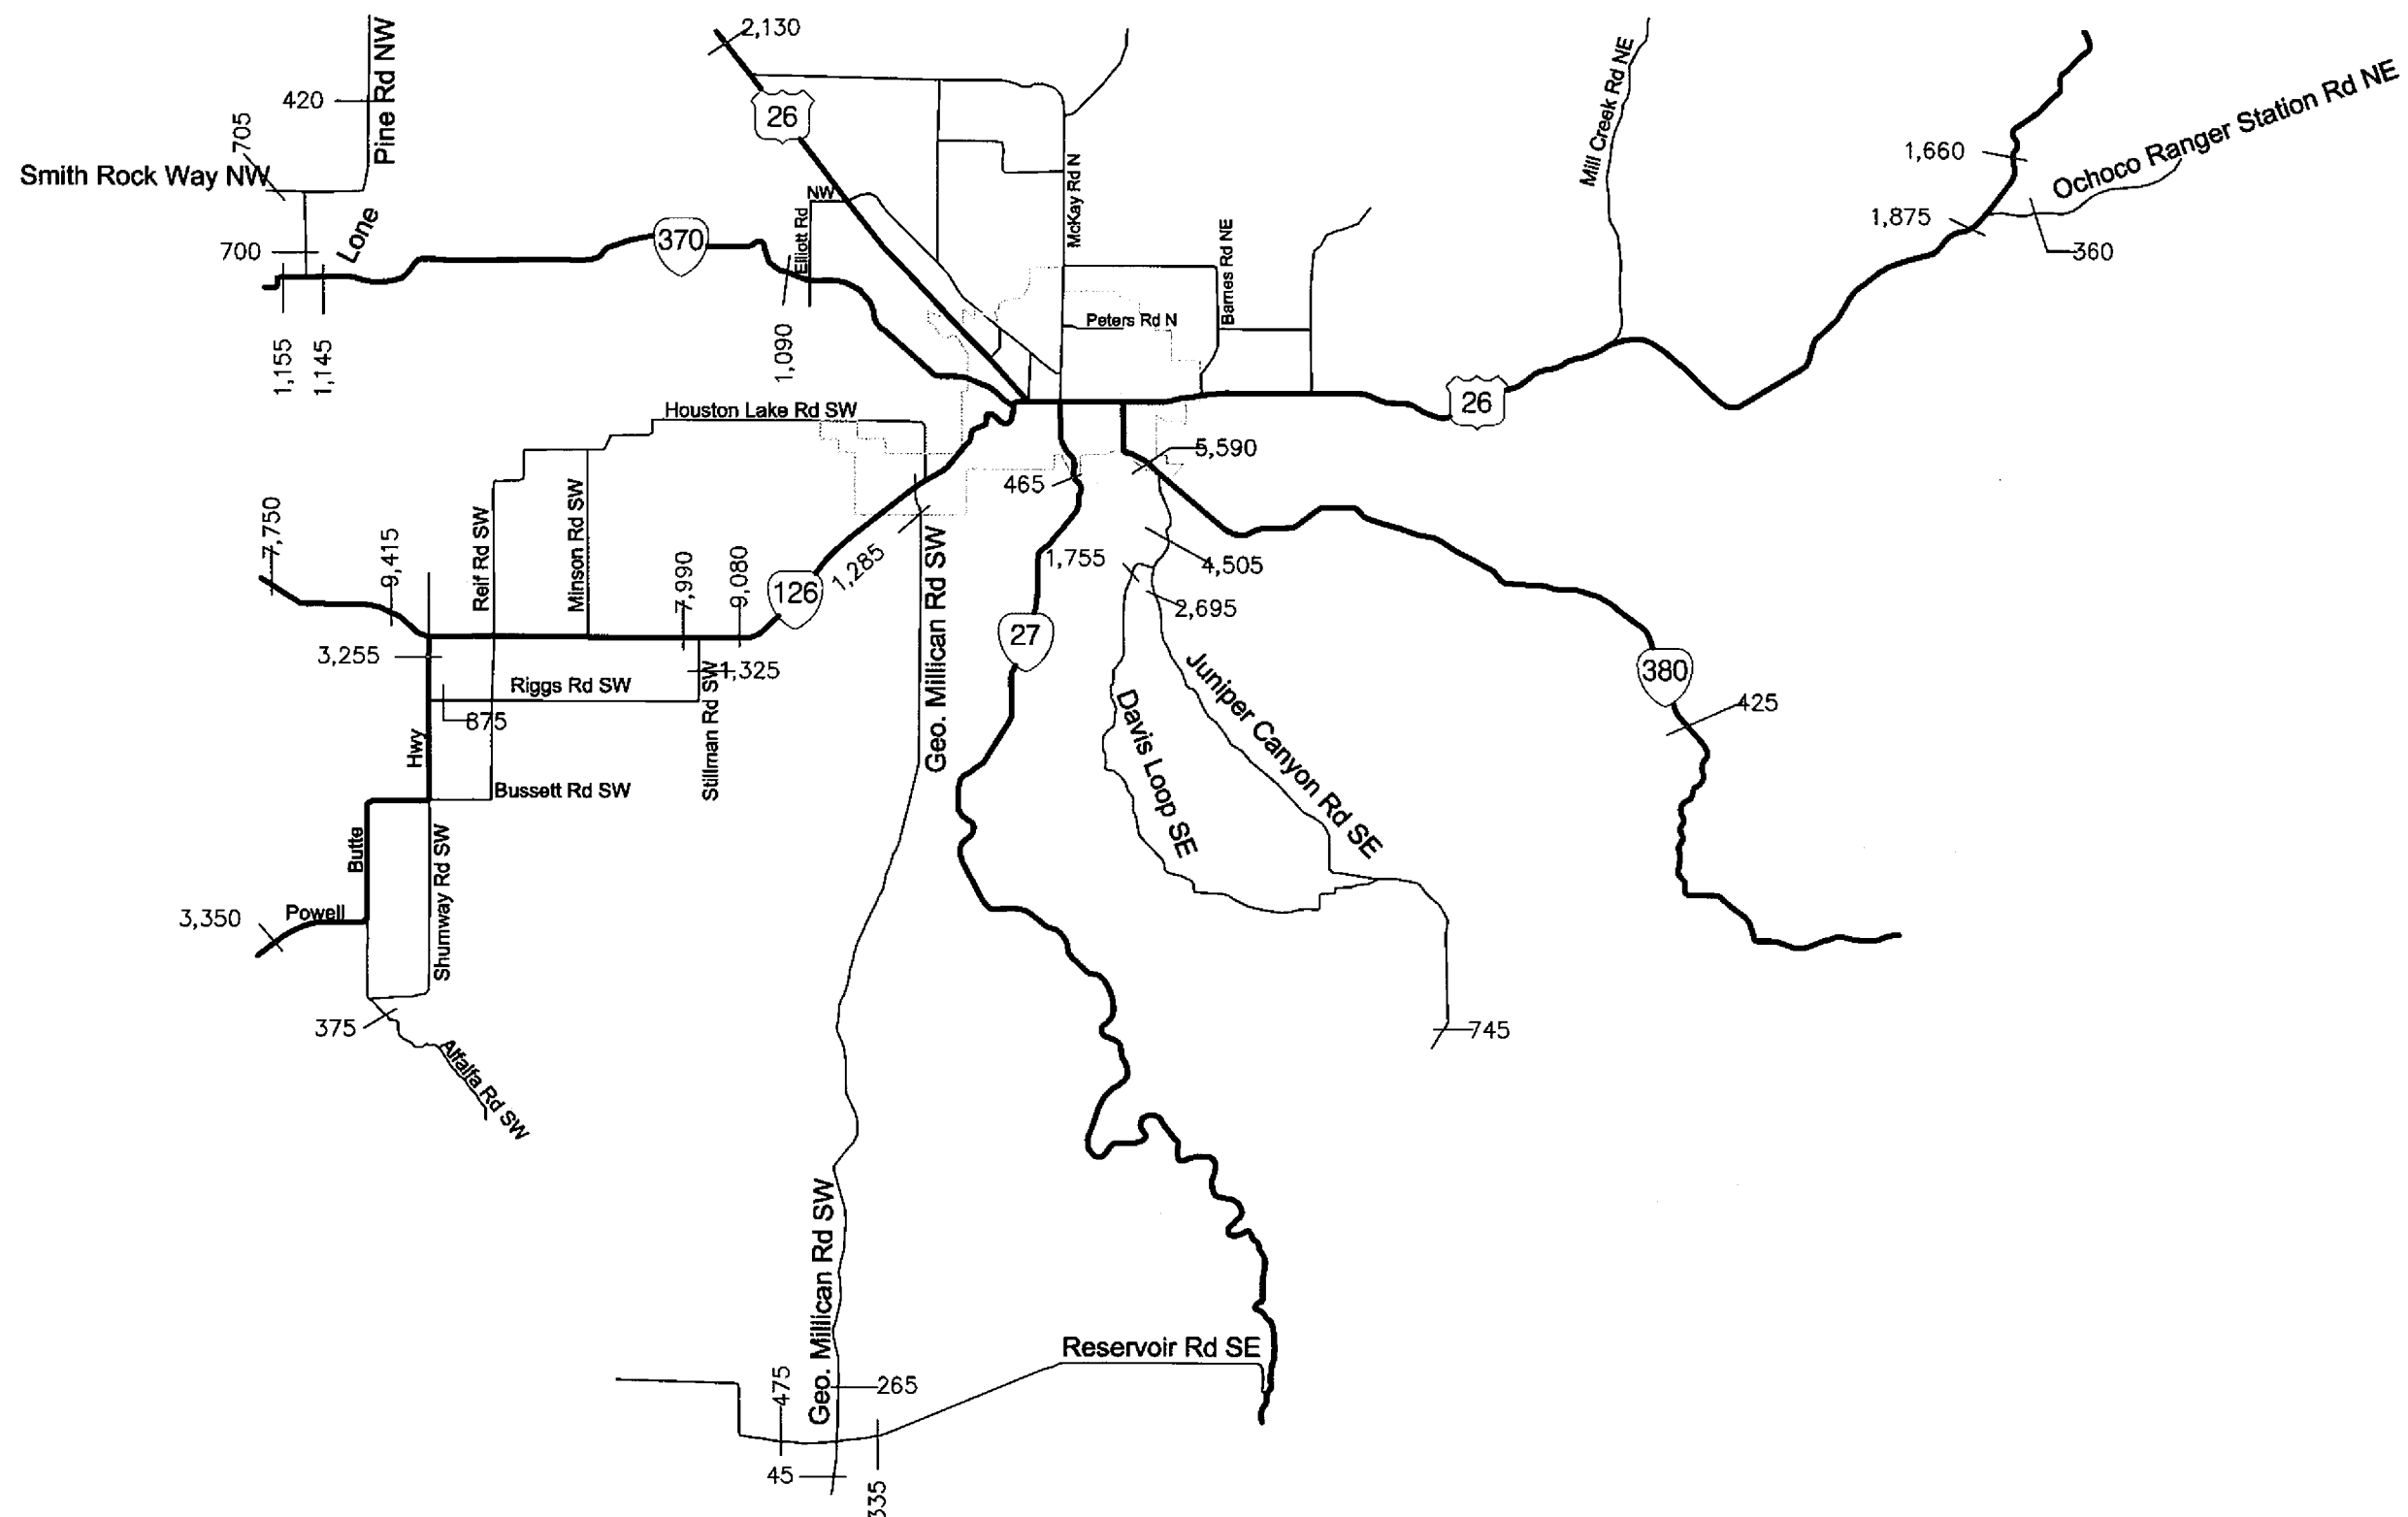 2,130
Pine Rd NW
420
705
Smith Rock Way NW
700
Lone
1,155
1,145
370
26
NW
Elliott Rd
1,090
McKay Rd N
Peters Rd N
Barnes Rd NE
Mill Creek Rd NE
26
1,660
1,875
Ochoco Ranger Station Rd NE
360
Houston Lake Rd SW
5,590
465
7,750
9,415
Reif Rd SW
Minson Rd SW
7,990
9,080
126
1,285
Geo. Millican Rd SW
1,755
4,505
2,695
27
3,255
1,325
Riggs Rd SW
875
Stillman Rd SW
Hwy
Bussett Rd SW
Juniper Canyon Rd SE
Davis Loop SE
380
425
Butte
Shumway Rd SW
Powell
3,350
375
Alfalfa Rd SW
745
Geo. Millican Rd SW
Reservoir Rd SE
475
265
45
335